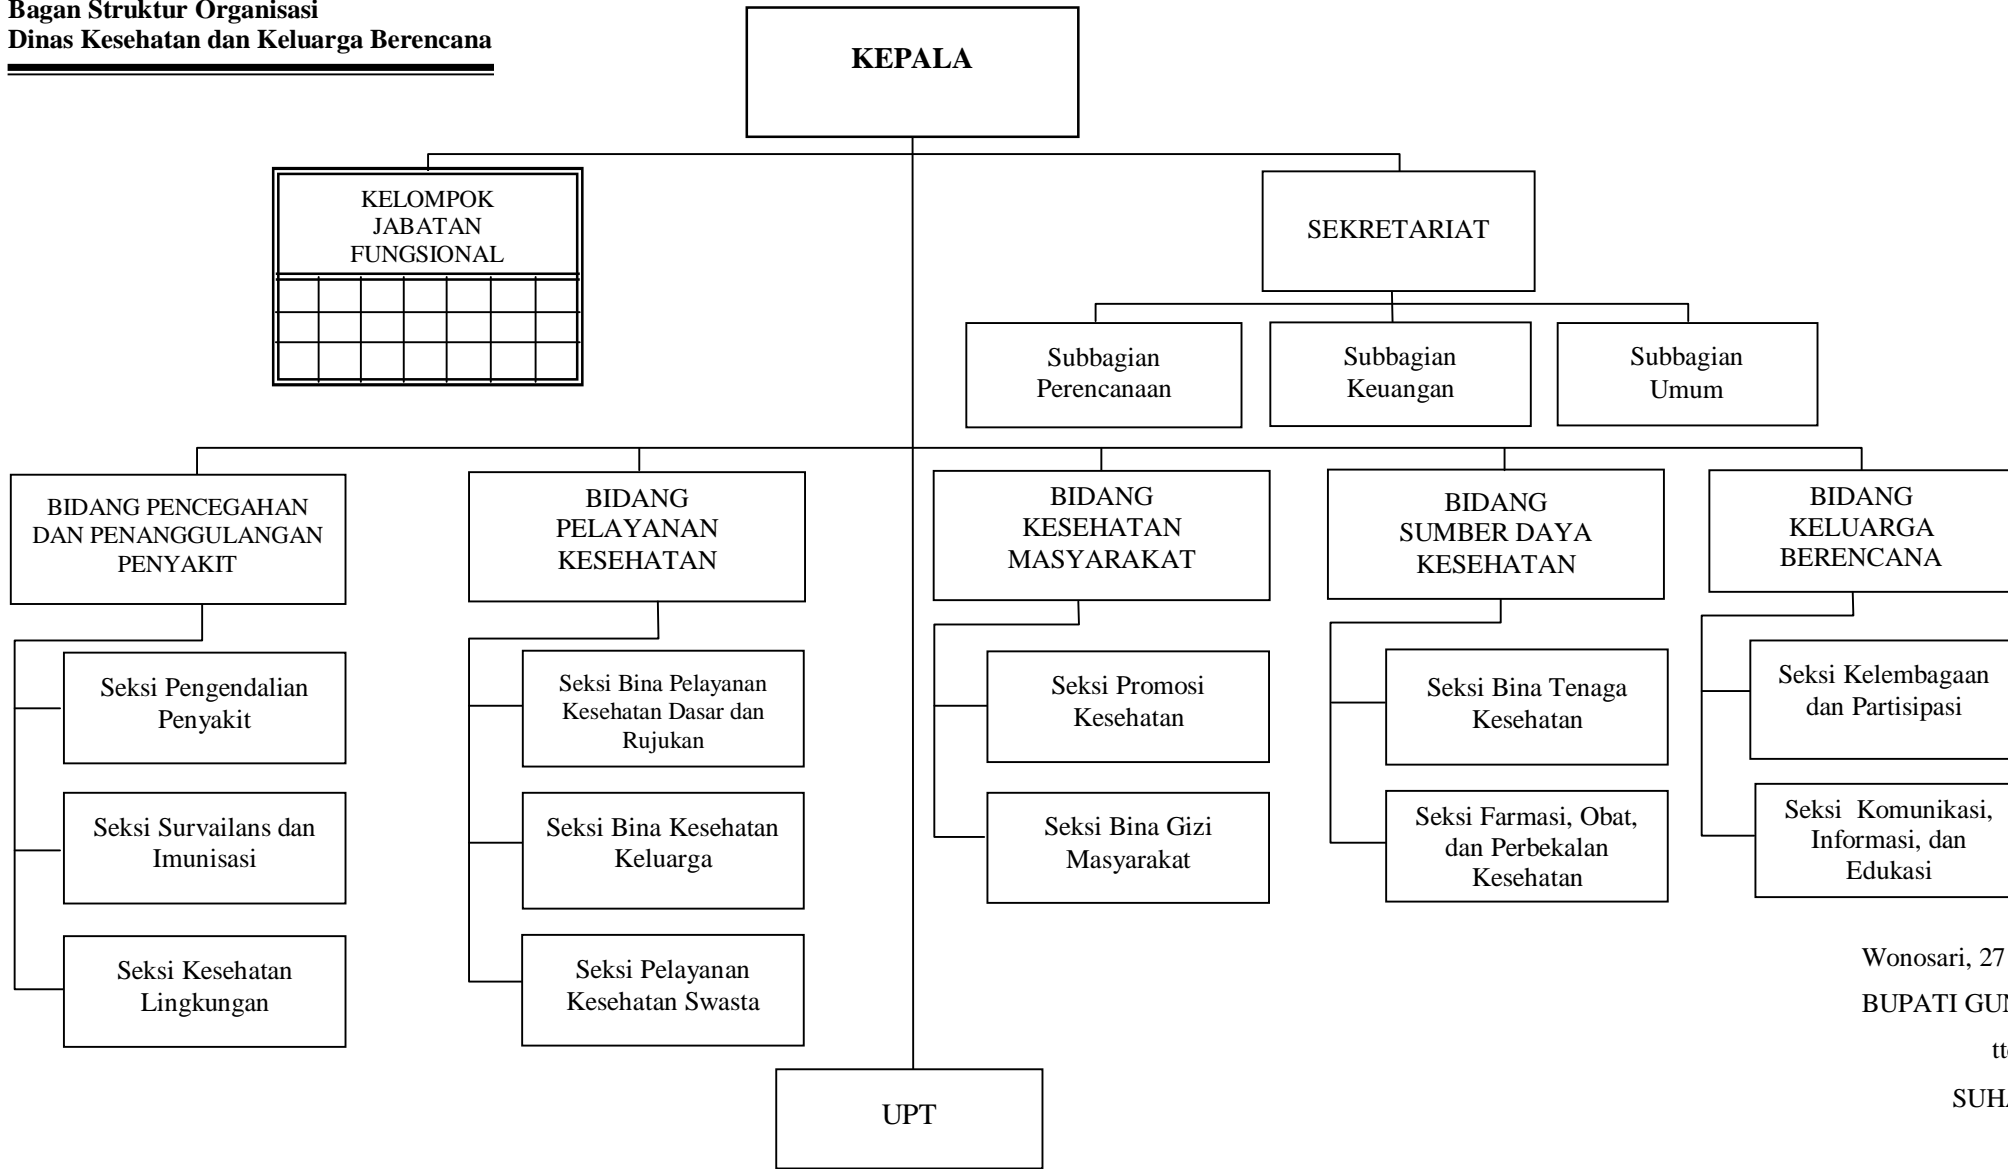 Bagan Struktur Organisasi
Dinas Kesehatan dan Keluarga Berencana
KEPALA
KELOMPOK
JABATAN
FUNGSIONAL
SEKRETARIAT
Subbagian
Perencanaan
Subbagian
Keuangan
Subbagian
Umum
BIDANG PENCEGAHAN
DAN PENANGGULANGAN
PENYAKIT
BIDANG
PELAYANAN
KESEHATAN
BIDANG
KESEHATAN
MASYARAKAT
BIDANG
SUMBER DAYA
KESEHATAN
BIDANG
KELUARGA
BERENCANA
Seksi Pengendalian
Penyakit
Seksi Bina Pelayanan
Kesehatan Dasar dan
Rujukan
Seksi Promosi
Kesehatan
Seksi Bina Tenaga
Kesehatan
Seksi Kelembagaan
dan Partisipasi
Seksi Survailans dan
Imunisasi
Seksi Bina Kesehatan
Keluarga
Seksi Bina Gizi
Masyarakat
Seksi Farmasi, Obat,
dan Perbekalan
Kesehatan
Seksi Komunikasi,
Informasi, dan
Edukasi
Seksi Kesehatan
Lingkungan
Seksi Pelayanan
Kesehatan Swasta
Wonosari, 27
BUPATI
UPT